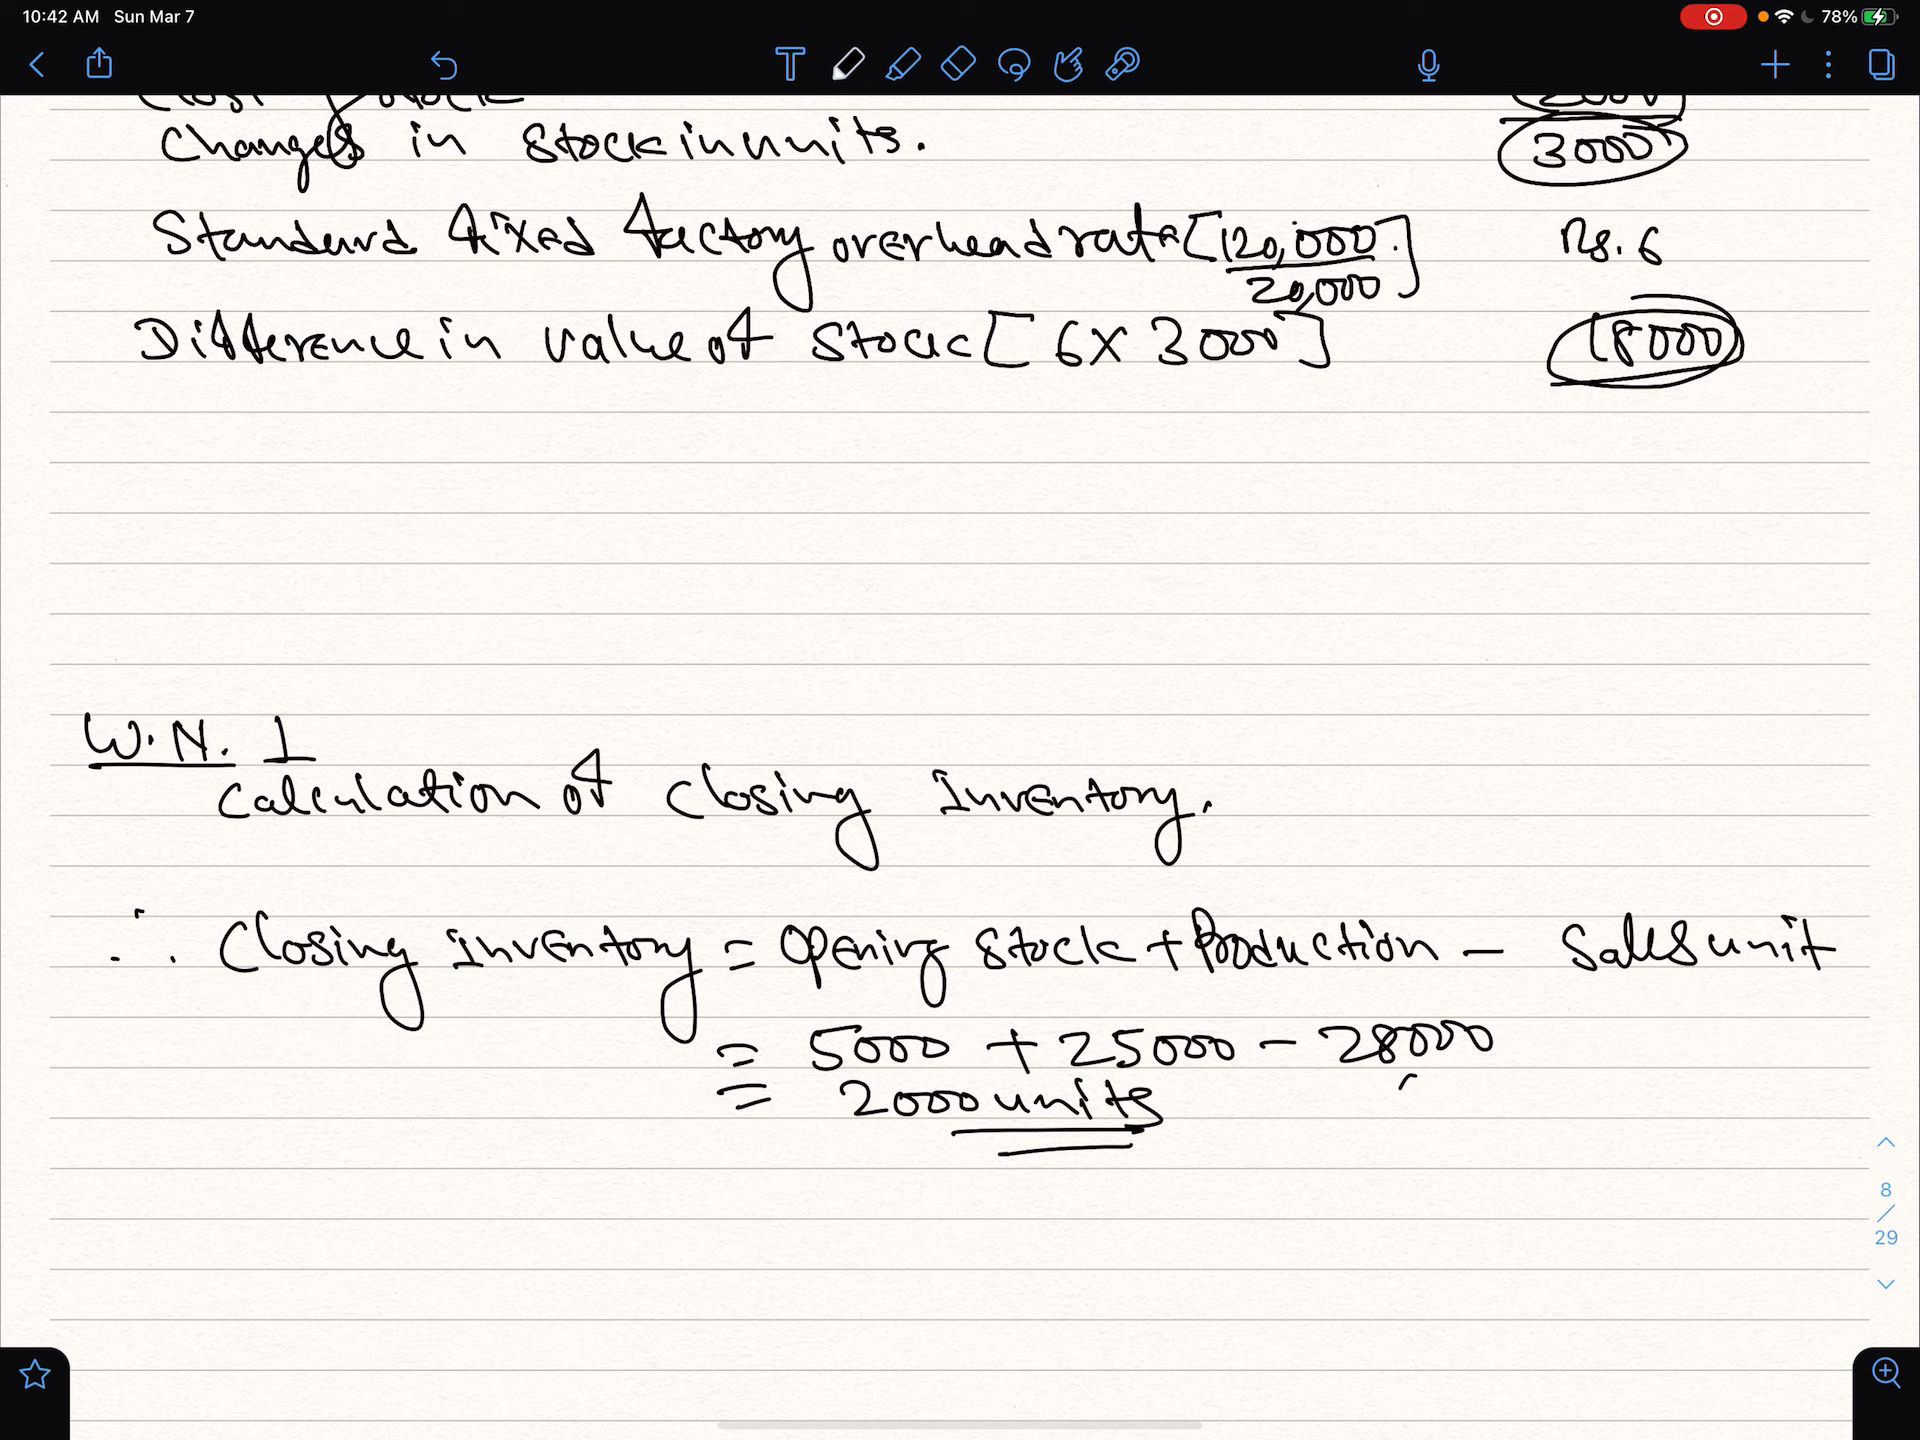 10:42 AM Sun Mar 7 78%
Changes in stock in units. 3000
Standard fixed factory overhead rate [120,000/20,000] Rs. 6
Difference in value of stock [6 x 3000] 18000
W.N. 1
Calculation of closing Inventory.
∴ Closing Inventory = Opening stock + Production - Sales unit
= 5000 + 25000 - 28000
= 2000 units
8
/
29